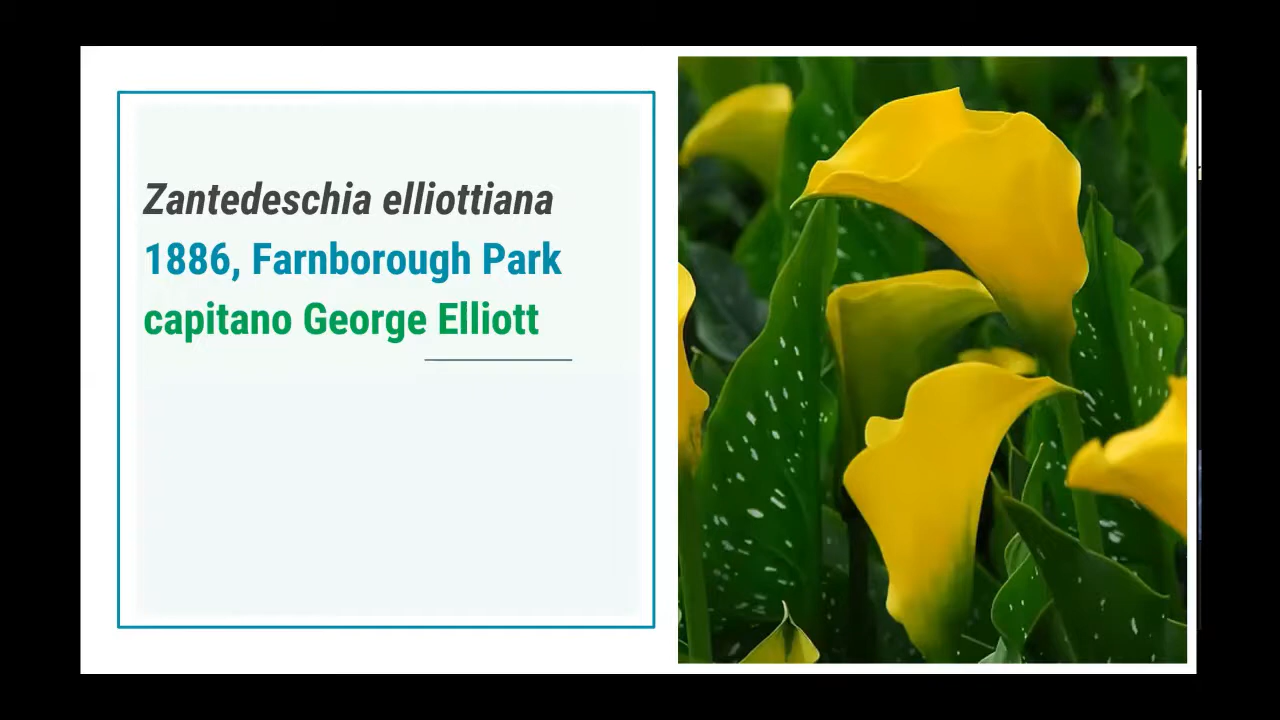 Zantedeschia elliottiana
1886, Farnborough Park
capitano George Elliott